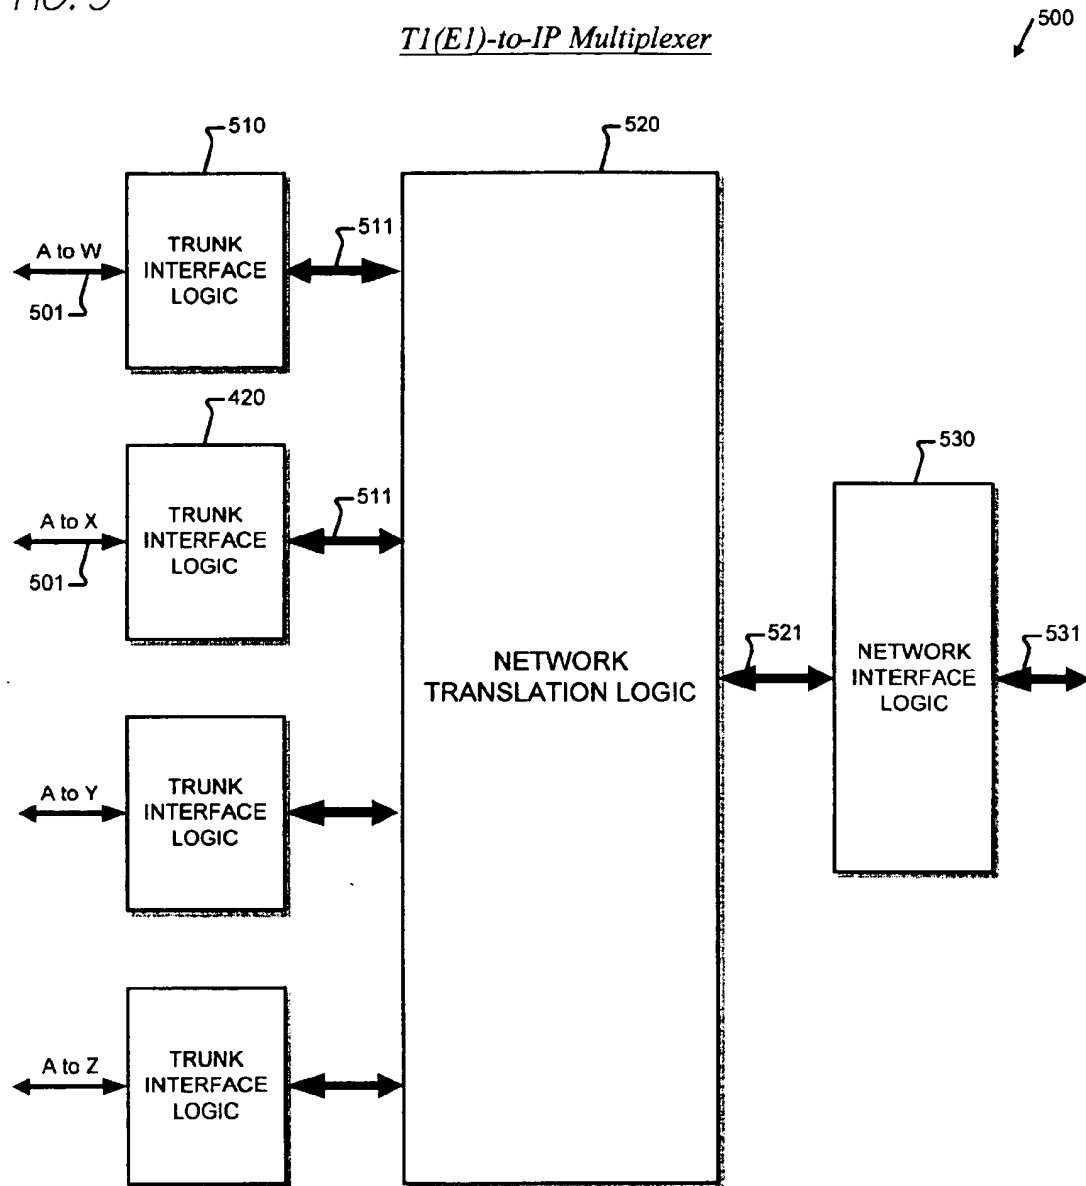 T1(E1)-to-IP Multiplexer
500
510
520
511
A to W
TRUNK
INTERFACE
LOGIC
501
420
530
511
A to X
TRUNK
INTERFACE
LOGIC
501
521
531
NETWORK
TRANSLATION LOGIC
NETWORK
INTERFACE
LOGIC
A to Y
TRUNK
INTERFACE
LOGIC
A to Z
TRUNK
INTERFACE
LOGIC